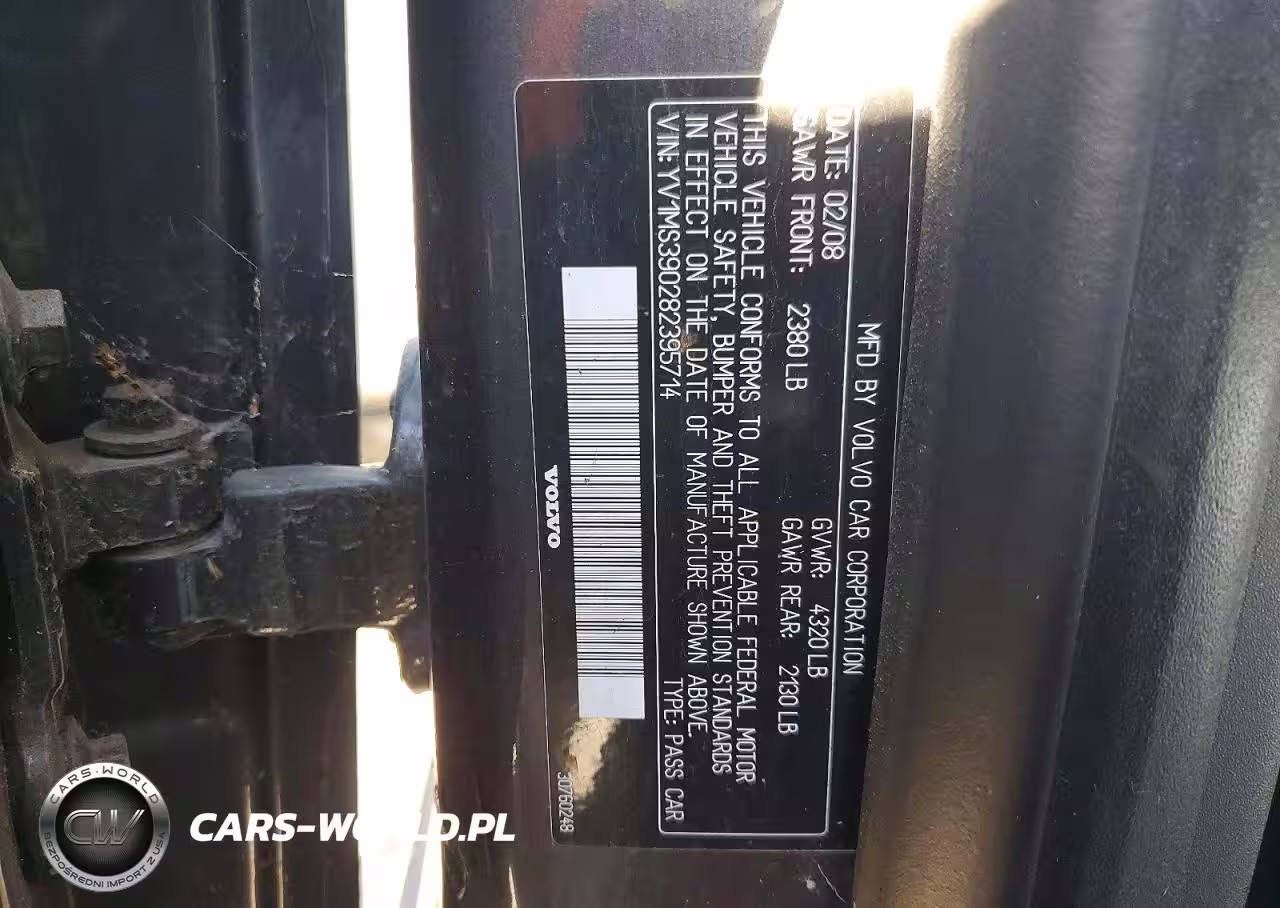 MFD BY VOLVO CAR CORPORATION
DATE: 02/08 GVWR: 4320 LB
GAWR FRONT: 2380 LB GAWR REAR: 2130 LB
THIS VEHICLE CONFORMS TO ALL APPLICABLE FEDERAL MOTOR
VEHICLE SAFETY, BUMPER AND THEFT PREVENTION STANDARDS
IN EFFECT ON THE DATE OF MANUFACTURE SHOWN ABOVE.
VIN: YV1MS390282395714 TYPE: PASS CAR
VOLVO
30760248
CARS-WORLD
CW
BEZPOŚREDNI IMPORT Z USA
CARS-WORLD.PL